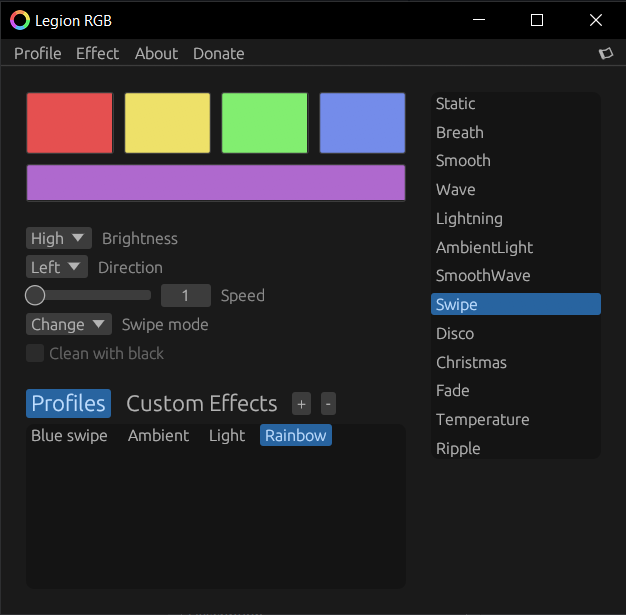 Legion RGB
Profile Effect About Donate
Static
Breath
Smooth
Wave
Lightning
AmbientLight
SmoothWave
Swipe
Disco
Christmas
Fade
Temperature
Ripple
High Brightness
Left Direction
1 Speed
Change Swipe mode
Clean with black
Profiles Custom Effects + -
Blue swipe Ambient Light Rainbow